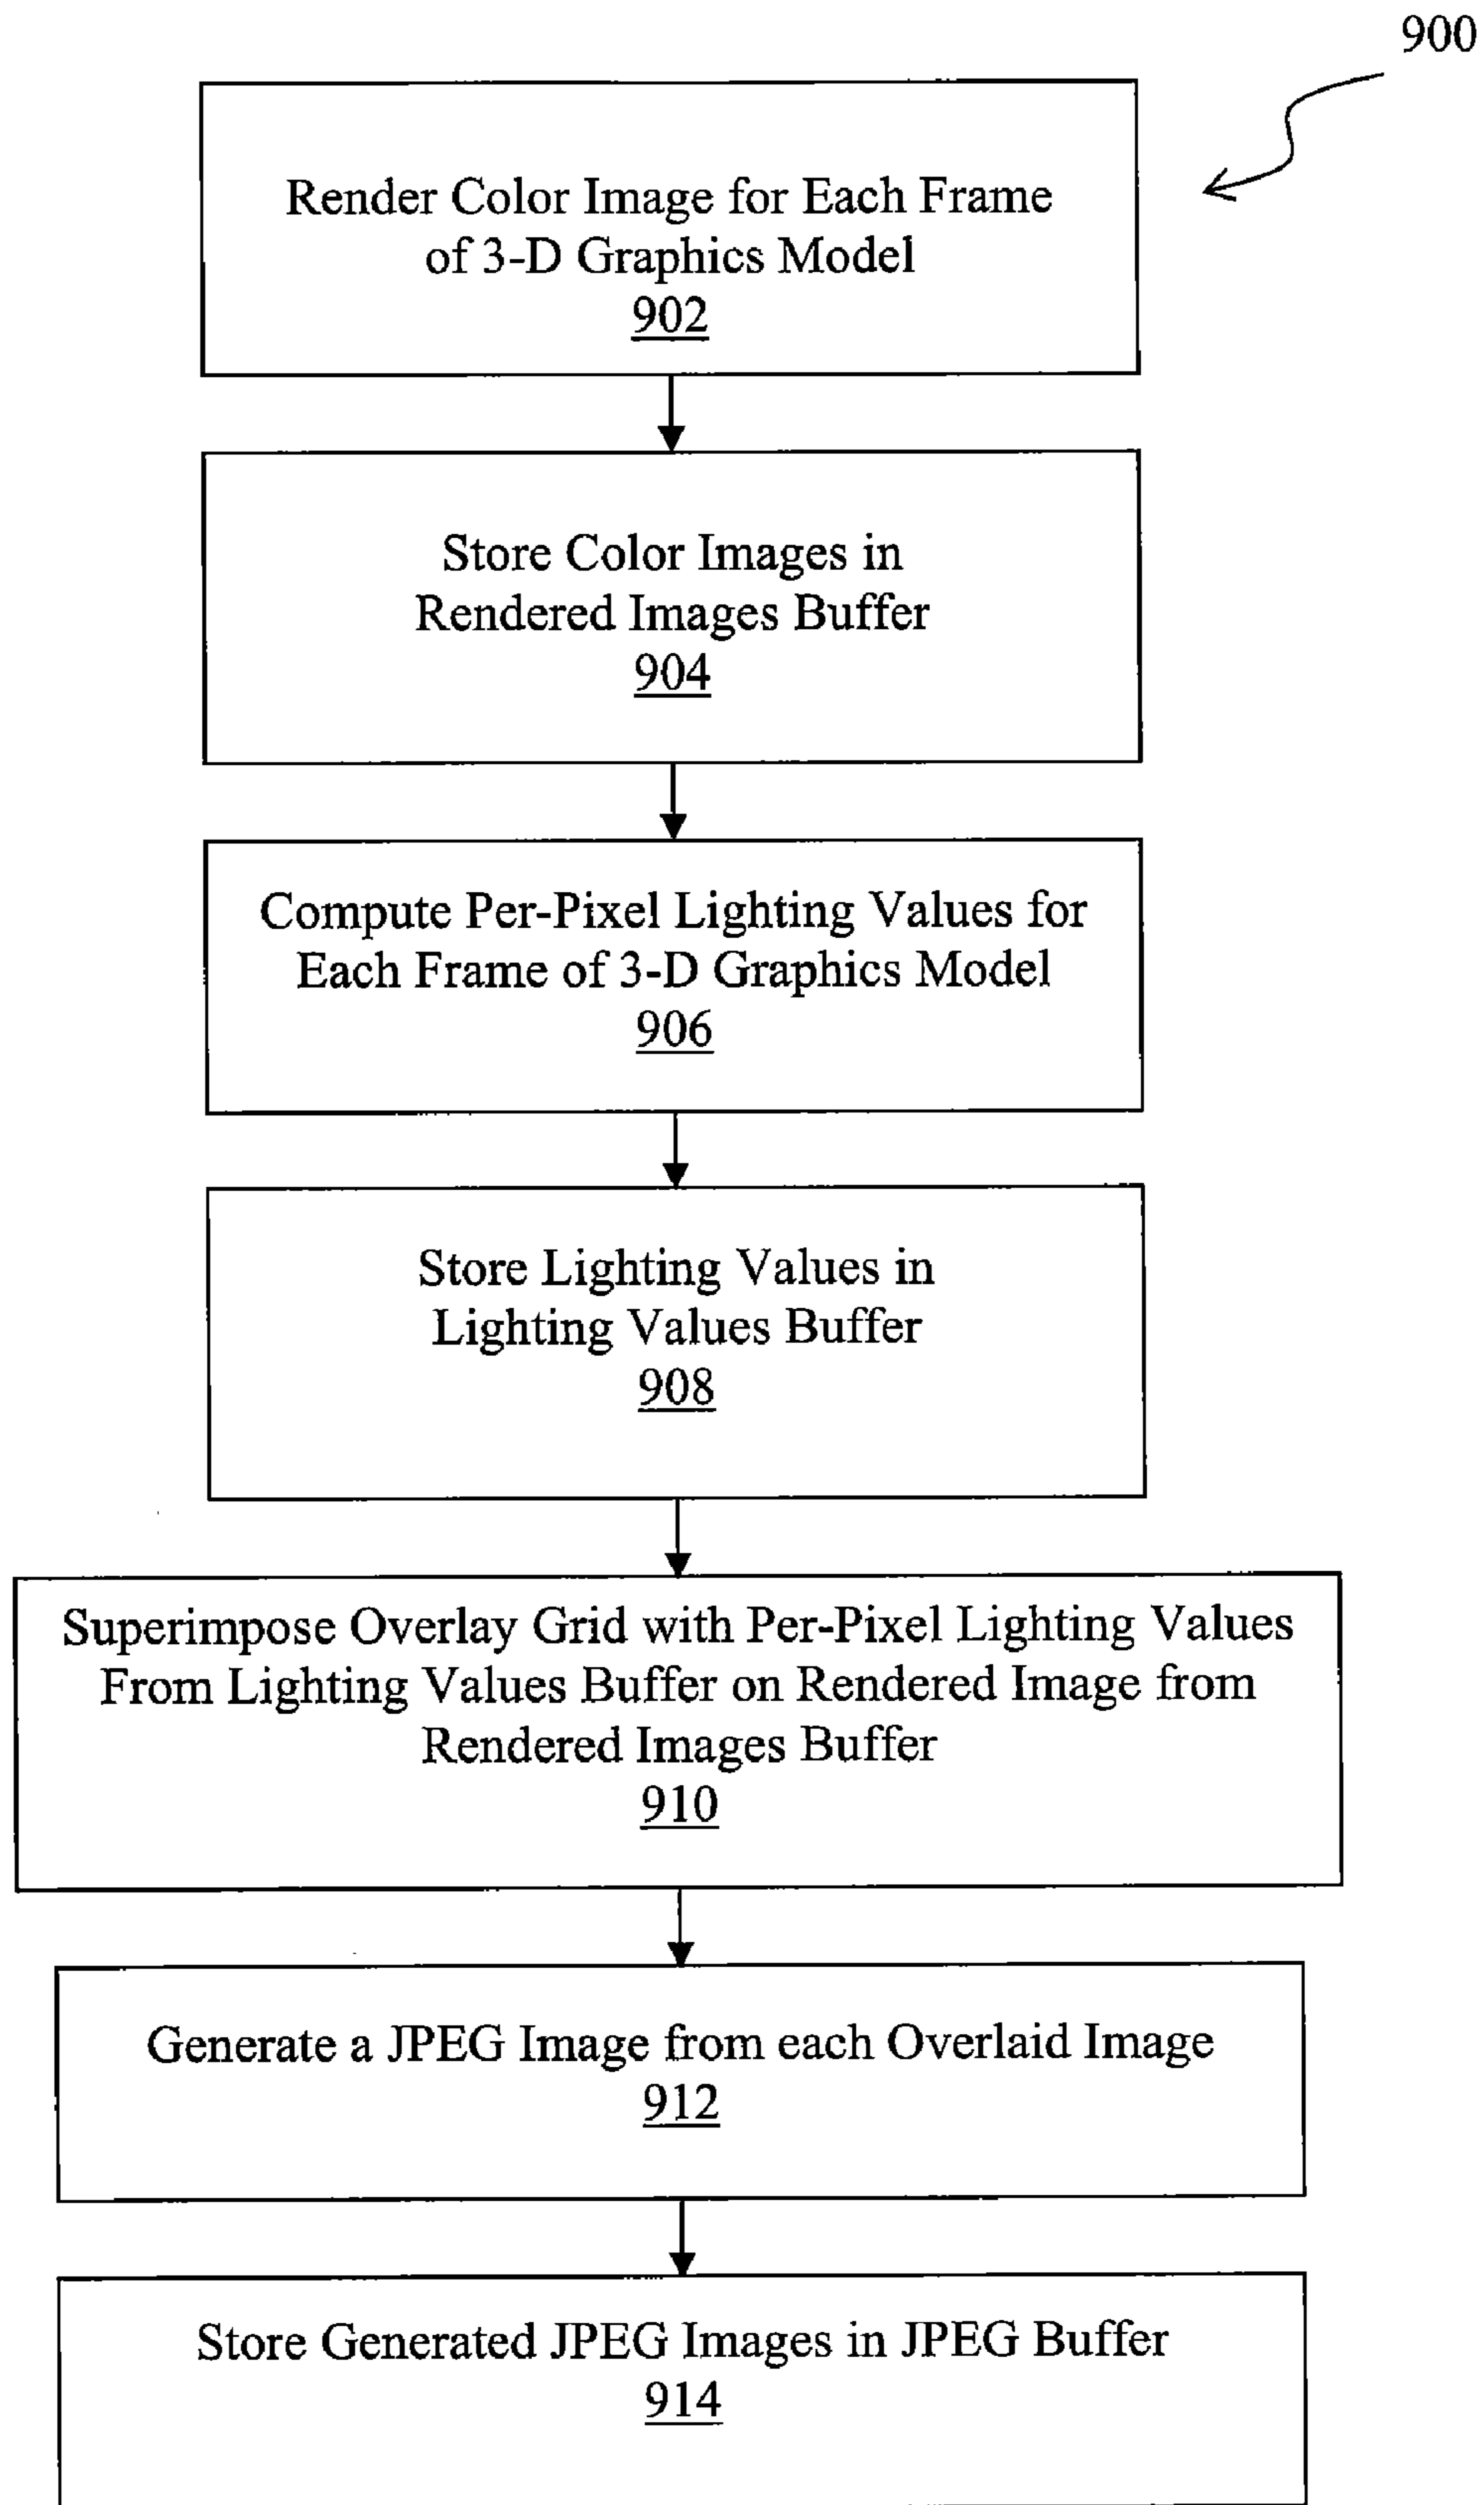 900
Render Color Image for Each Frame
of 3-D Graphics Model
902
Store Color Images in
Rendered Images Buffer
904
Compute Per-Pixel Lighting Values for
Each Frame of 3-D Graphics Model
906
Store Lighting Values in
Lighting Values Buffer
908
Superimpose Overlay Grid with Per-Pixel Lighting Values
From Lighting Values Buffer on Rendered Image from
Rendered Images Buffer
910
Generate a JPEG Image from each Overlaid Image
912
Store Generated JPEG Images in JPEG Buffer
914